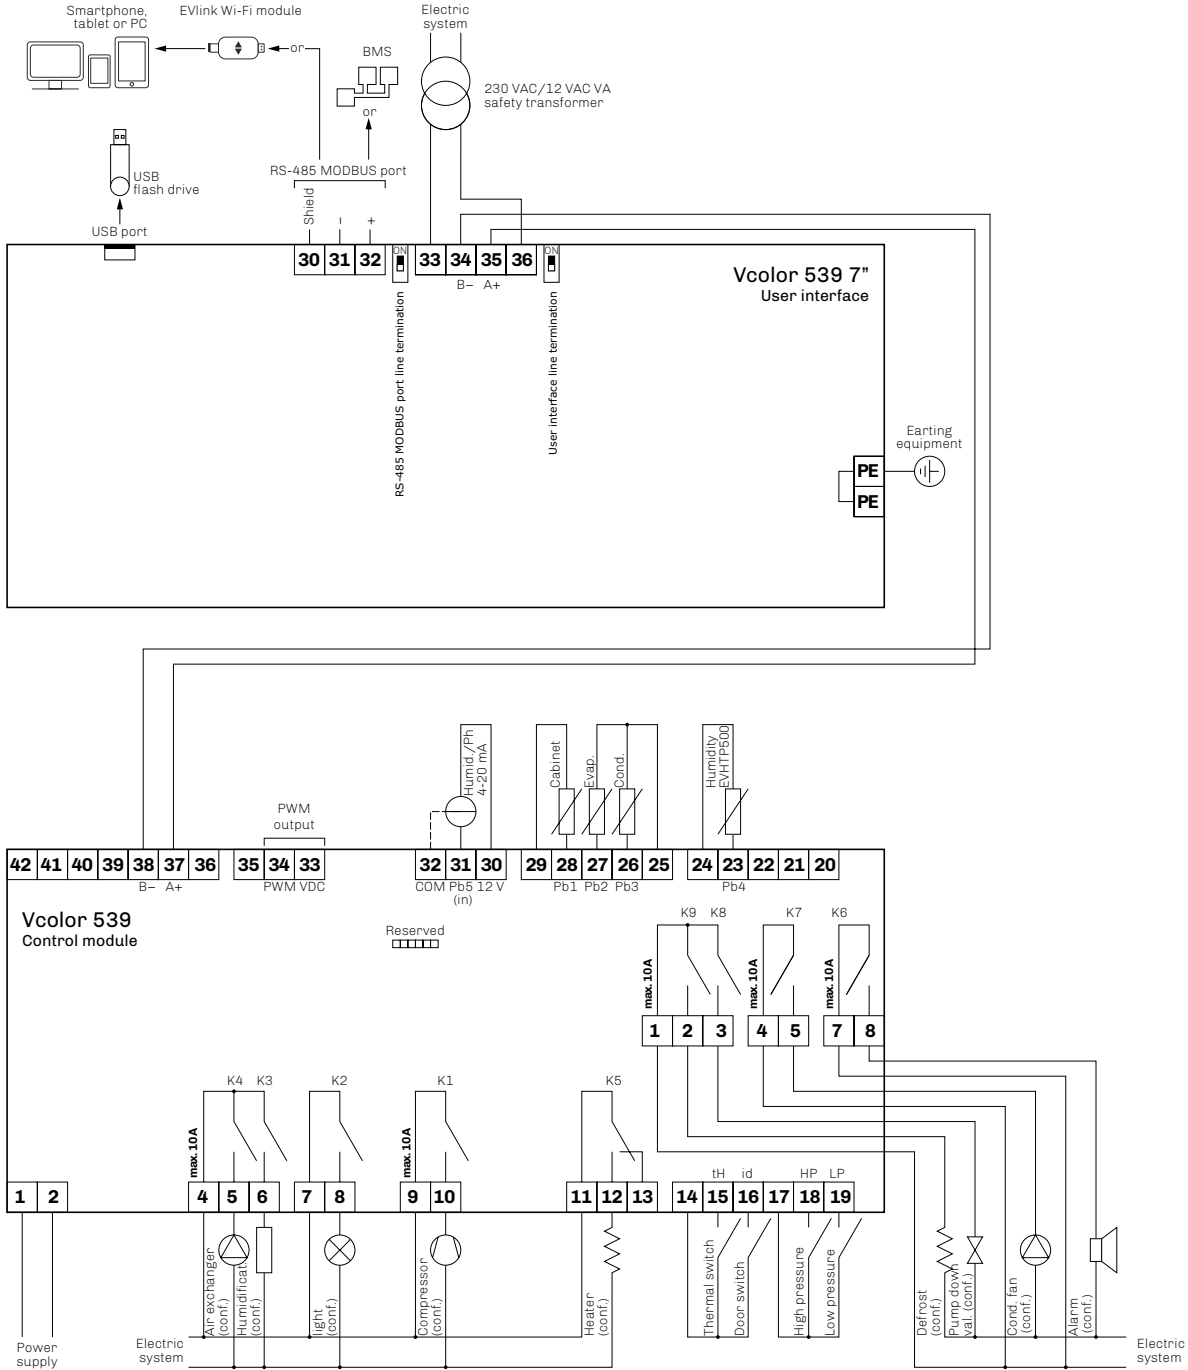 Smartphone,
tablet or PC
EVlink Wi-Fi module
or
BMS
or
Electric
system
230 VAC/12 VAC VA
safety transformer
USB
flash drive
USB port
RS-485 MODBUS port
Shield
–
+
30 31 32
ON
33 34 35 36
ON
B– A+
RS-485 MODBUS port line termination
User interface line termination
Vcolor 539 7”
User interface
Earting
equipment
PE
PE
PWM
output
Humid./Ph
4-20 mA
Cabinet
Evap.
Cond.
Humidity
EVHTP500
42 41 40 39 38 37 36
35 34 33
32 31 30
29 28 27 26 25
24 23 22 21 20
B– A+
PWM VDC
COM Pb5 12 V
(in)
Pb1 Pb2 Pb3
Pb4
Vcolor 539
Control module
Reserved
K9 K8
K7
K6
max. 10A
max. 10A
max. 10A
1 2 3
4 5
7 8
K4 K3
K2
K1
K5
max. 10A
max. 10A
tH id
HP LP
1 2
4 5 6
7 8
9 10
11 12 13
14 15 16 17 18 19
Air exchanger
(conf.)
Humidificat.
(conf.)
light
(conf.)
Compressor
(conf.)
Heater
(conf.)
Thermal switch
Door switch
High pressure
Low pressure
Defrost
(conf.)
Pump down
val. (conf.)
Cond. fan
(conf.)
Alarm
(conf.)
Power
supply
Electric
system
Electric
system